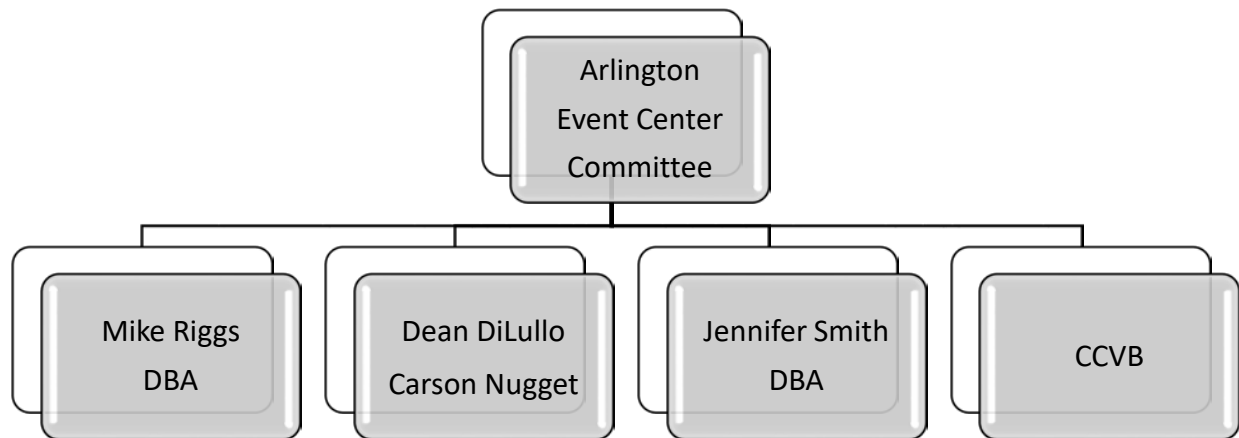 Arlington
Event Center
Committee
Mike Riggs
DBA
Dean DiLullo
Carson Nugget
Jennifer Smith
DBA
CCVB